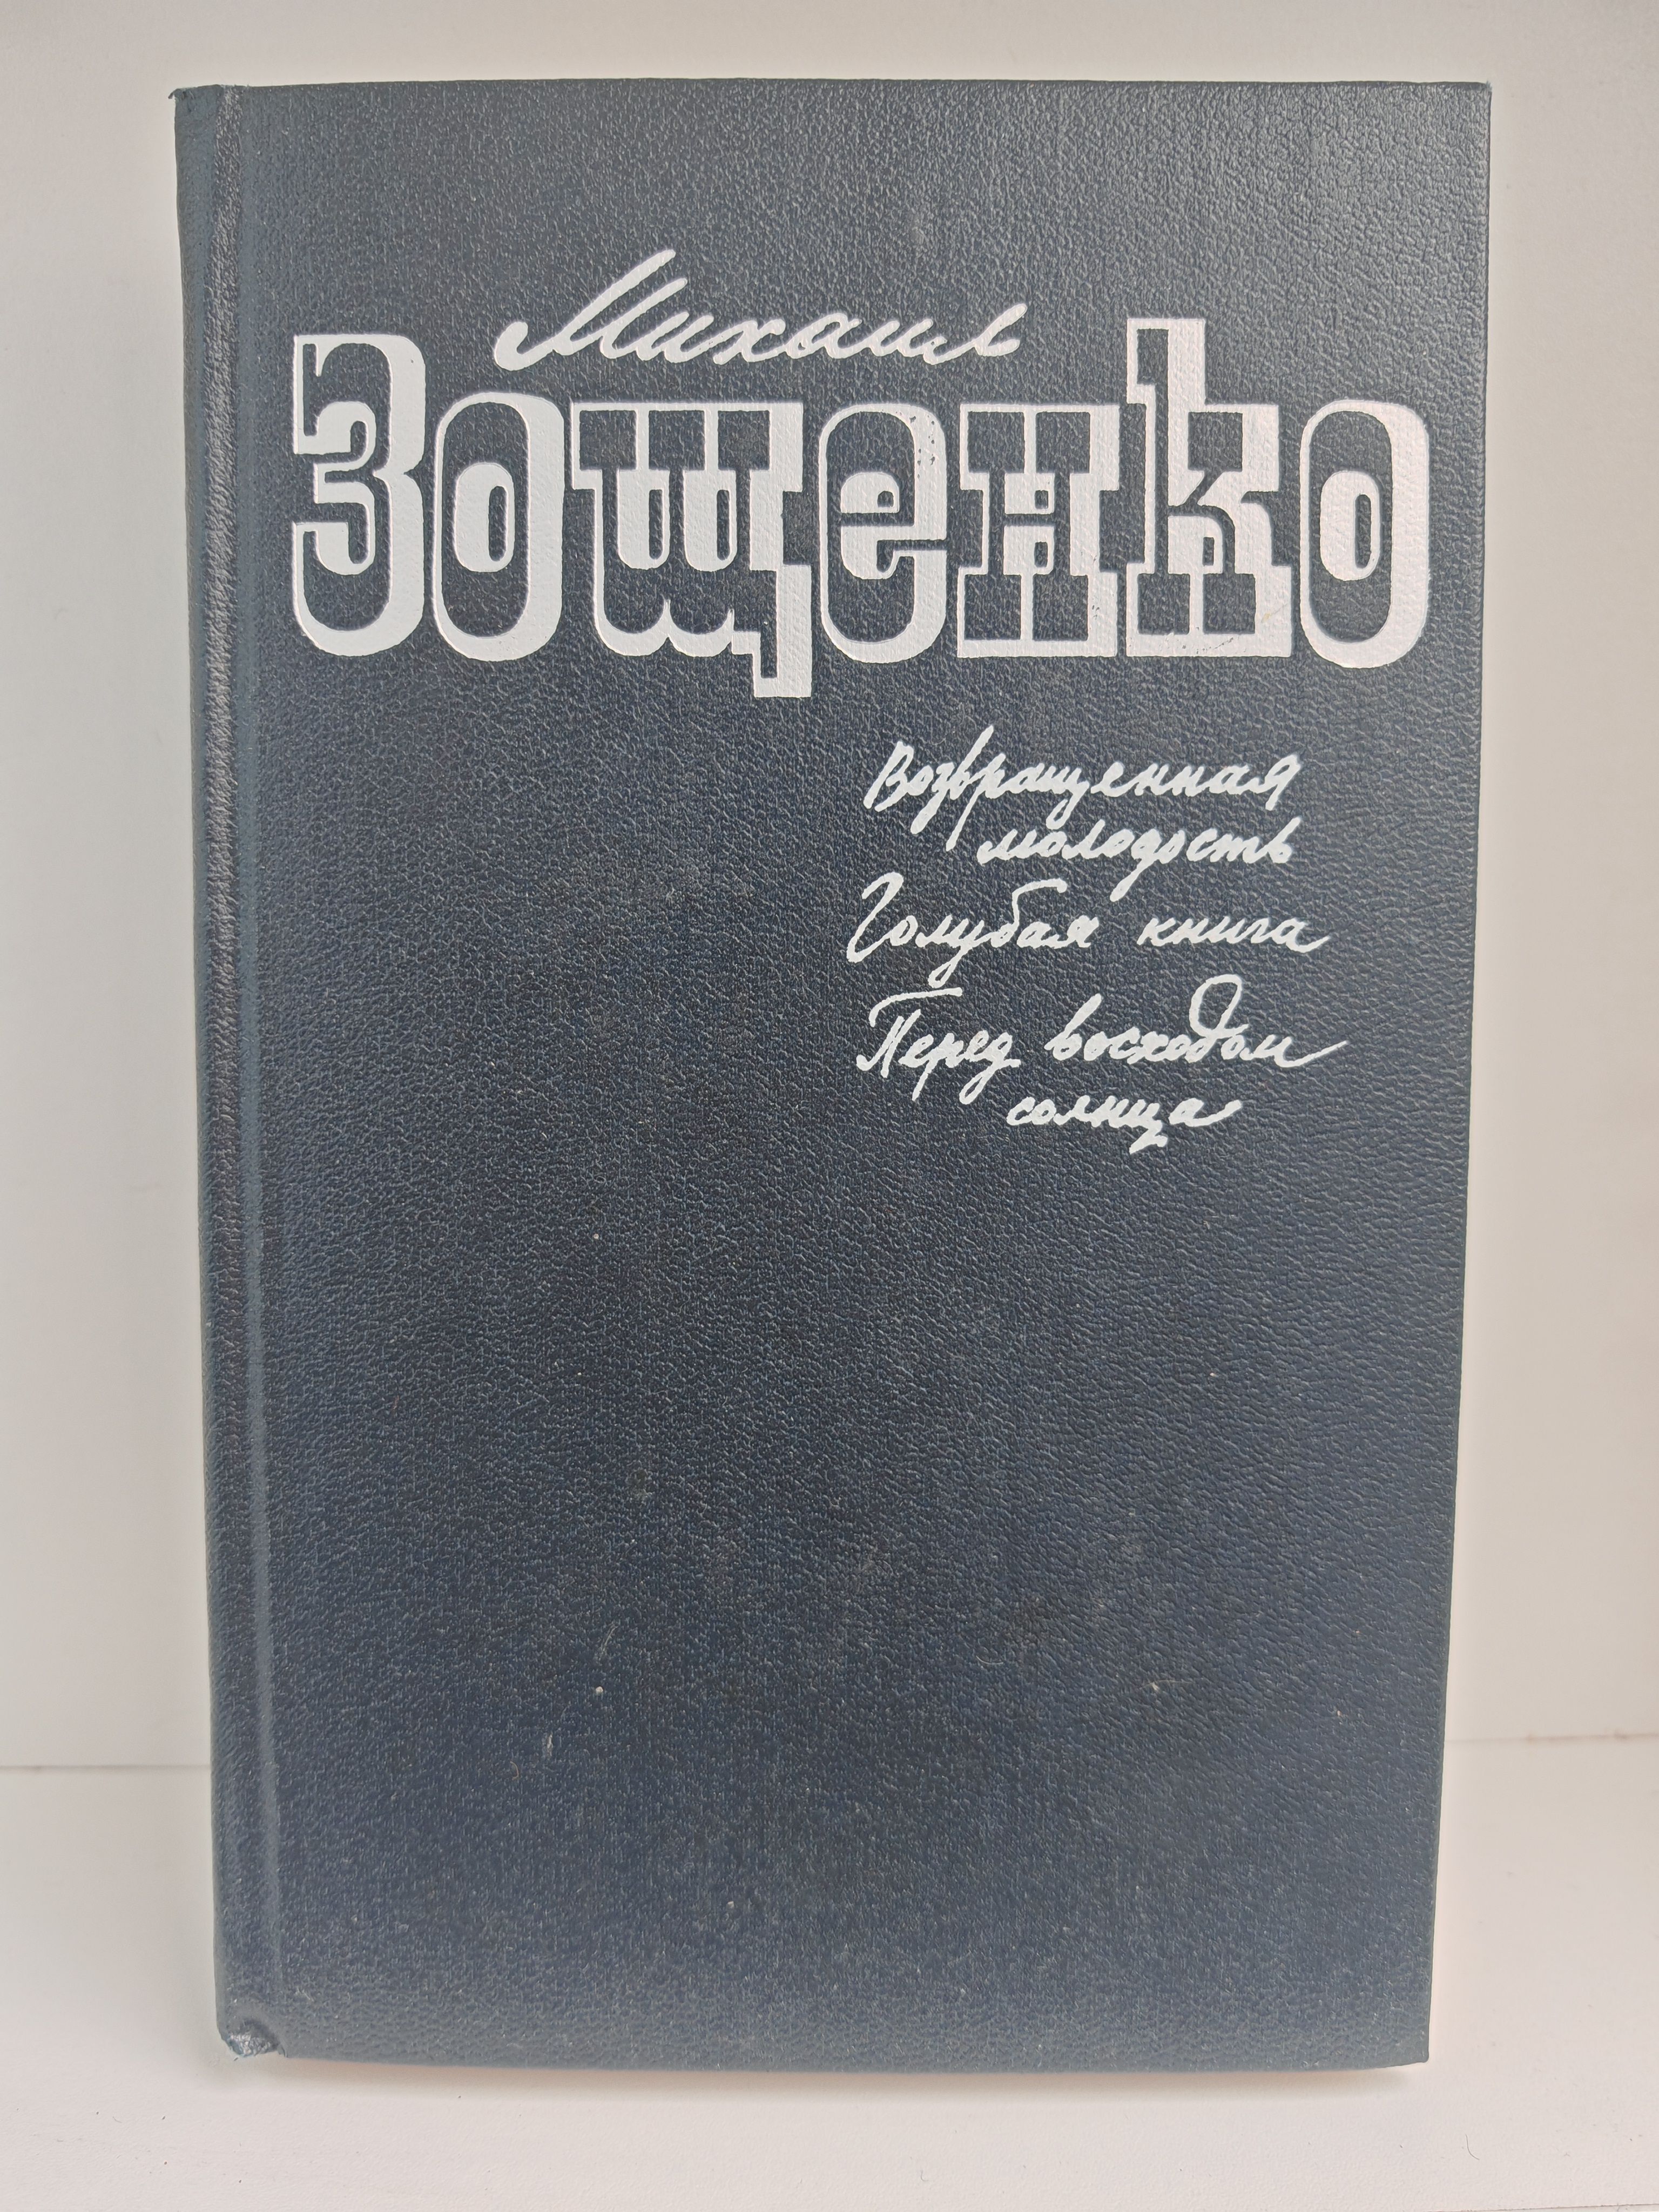 Михаил
Зощенко
Возвращенная
молодость
Голубая книга
Перед восходом
солнца